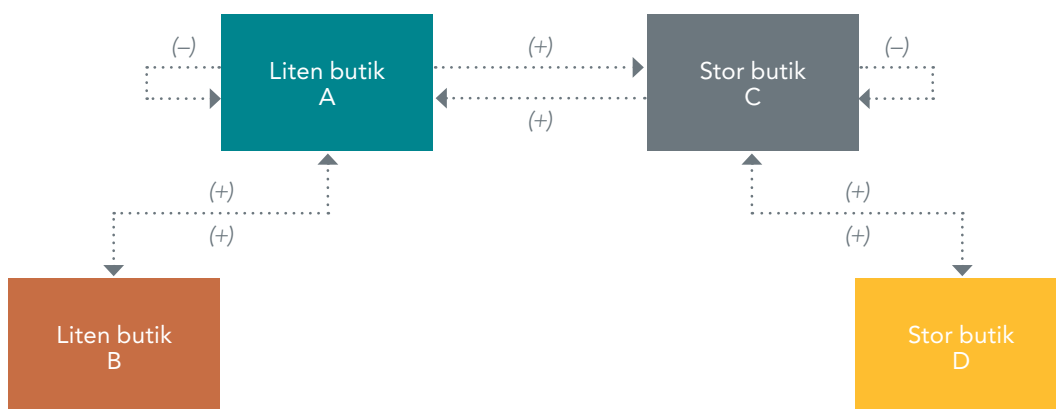 (–)
Liten butik
A
(+)
(+)
Stor butik
C
(–)
(+)
(+)
(+)
(+)
Liten butik
B
Stor butik
D